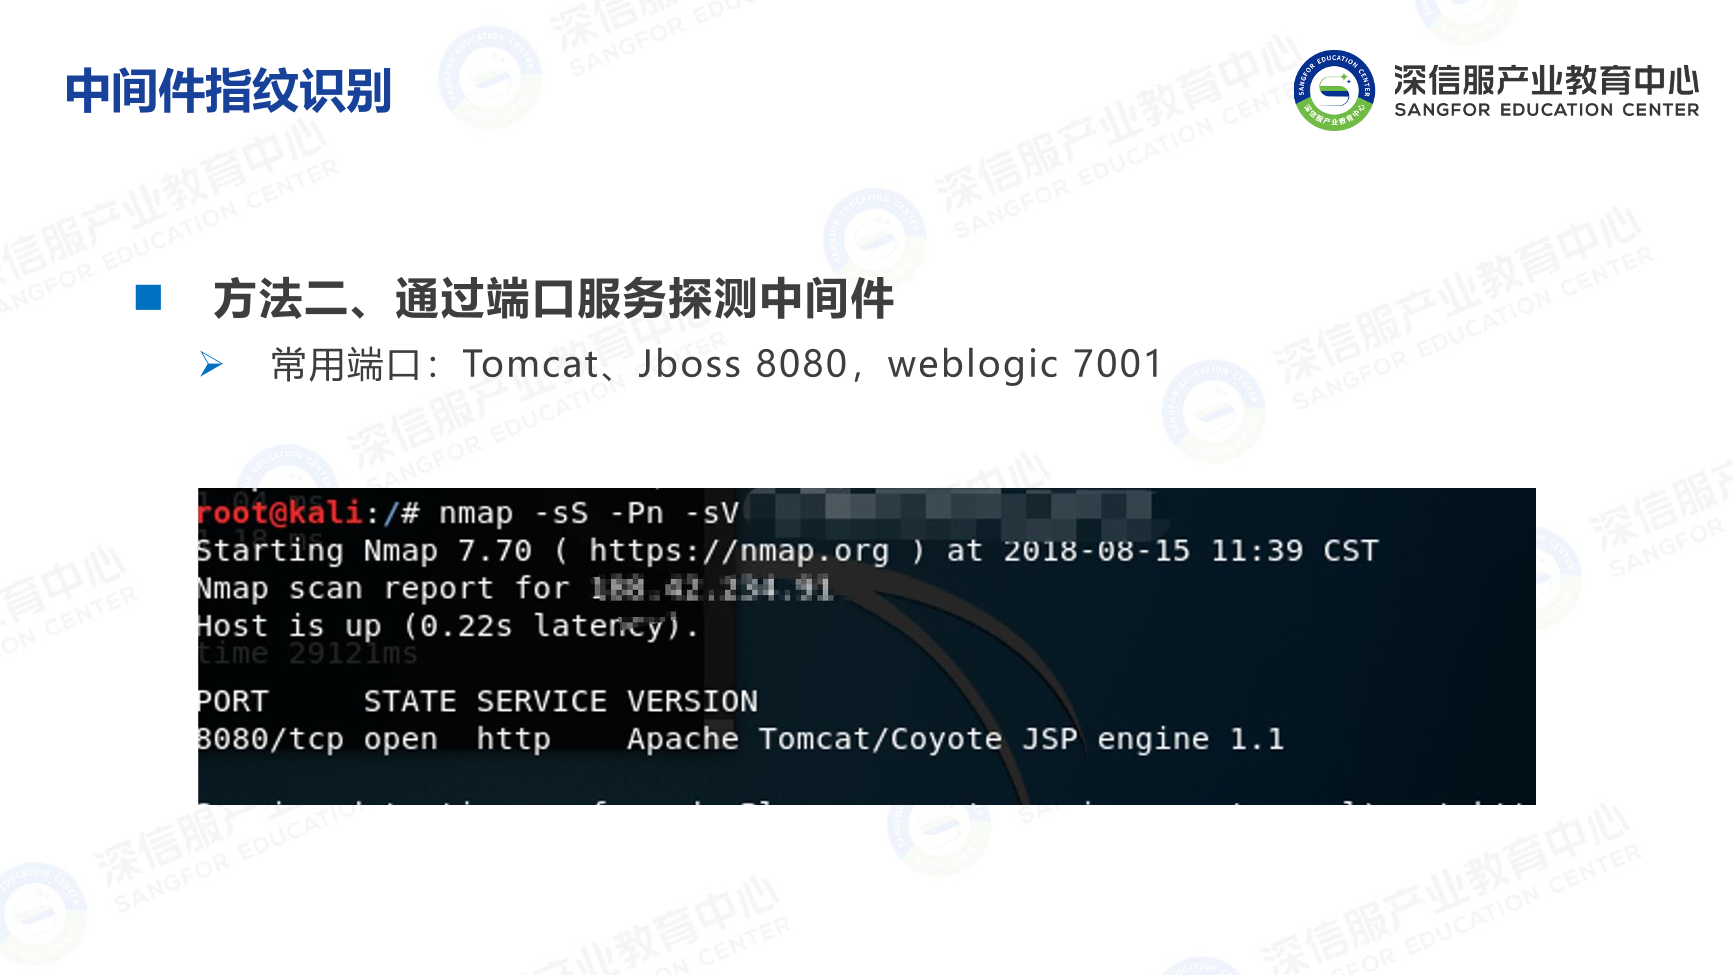 中间件指纹识别
深信服产业教育中心
SANGFOR EDUCATION CENTER
方法二、通过端口服务探测中间件
常用端口：Tomcat、Jboss 8080，weblogic 7001
root@kali:/# nmap -sS -Pn -sV
Starting Nmap 7.70 ( https://nmap.org ) at 2018-08-15 11:39 CST
Nmap scan report for
Host is up (0.22s latency).
time 29121ms
PORT STATE SERVICE VERSION
8080/tcp open http Apache Tomcat/Coyote JSP engine 1.1